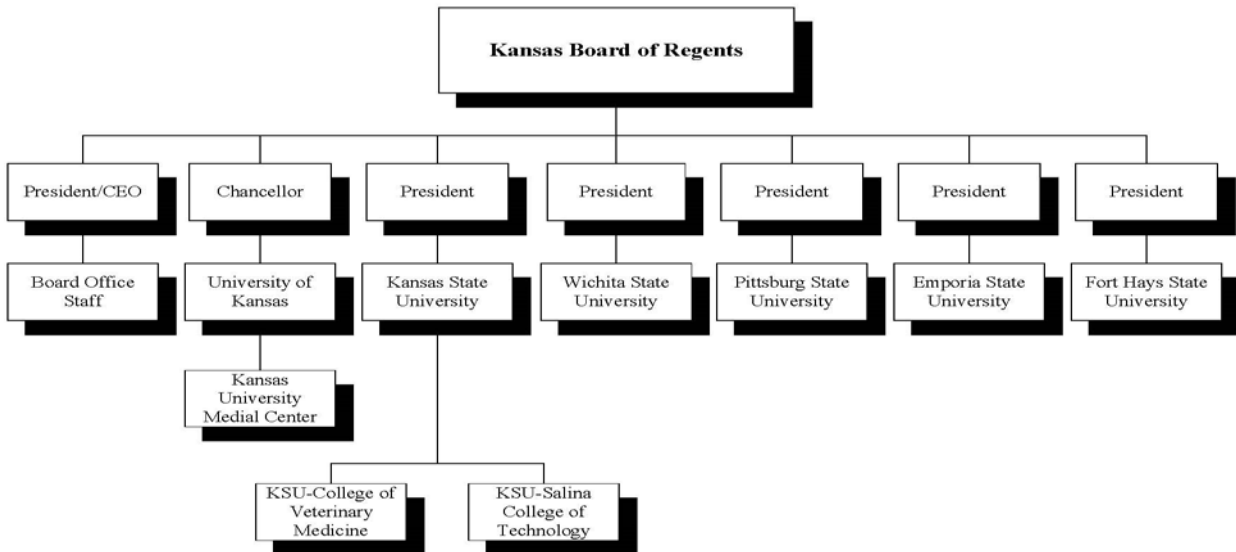 Kansas Board of Regents
President/CEO
Chancellor
President
President
President
President
President
Board Office
Staff
University of
Kansas
Kansas State
University
Wichita State
University
Pittsburg State
University
Emporia State
University
Fort Hays State
University
Kansas
University
Medial Center
KSU-College of
Veterinary
Medicine
KSU-Salina
College of
Technology